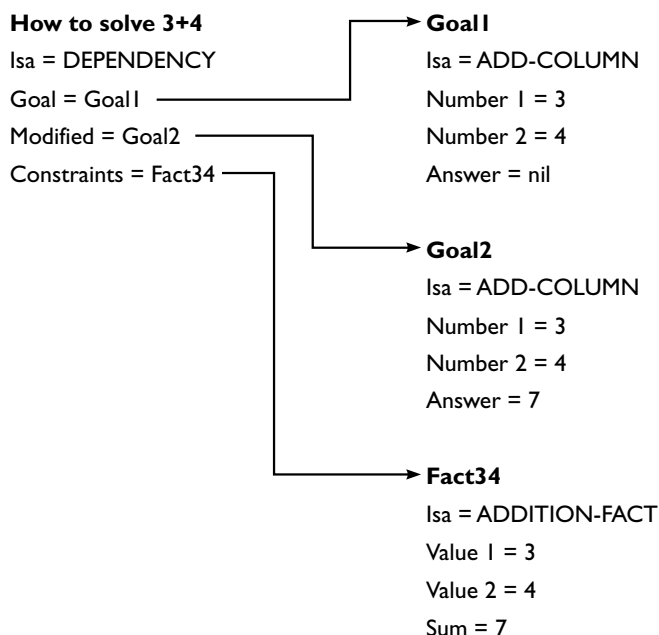 How to solve 3+4
Isa = DEPENDENCY
Goal = Goal1
Modified = Goal2
Constraints = Fact34
Goal1
Isa = ADD-COLUMN
Number 1 = 3
Number 2 = 4
Answer = nil
Goal2
Isa = ADD-COLUMN
Number 1 = 3
Number 2 = 4
Answer = 7
Fact34
Isa = ADDITION-FACT
Value 1 = 3
Value 2 = 4
Sum = 7